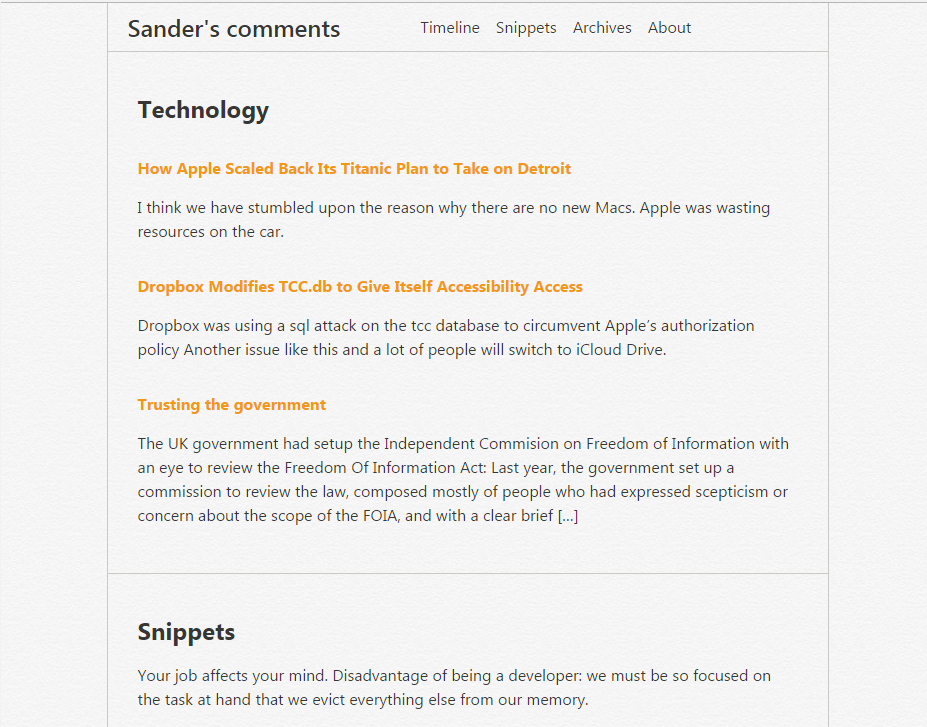 Sander's comments
Timeline Snippets Archives About
Technology
How Apple Scaled Back Its Titanic Plan to Take on Detroit
I think we have stumbled upon the reason why there are no new Macs. Apple was wasting
resources on the car.
Dropbox Modifies TCC.db to Give Itself Accessibility Access
Dropbox was using a sql attack on the tcc database to circumvent Apple’s authorization
policy Another issue like this and a lot of people will switch to iCloud Drive.
Trusting the government
The UK government had setup the Independent Commision on Freedom of Information with
an eye to review the Freedom Of Information Act: Last year, the government set up a
commission to review the law, composed mostly of people who had expressed scepticism or
concern about the scope of the FOIA, and with a clear brief […]
Snippets
Your job affects your mind. Disadvantage of being a developer: we must be so focused on
the task at hand that we evict everything else from our memory.